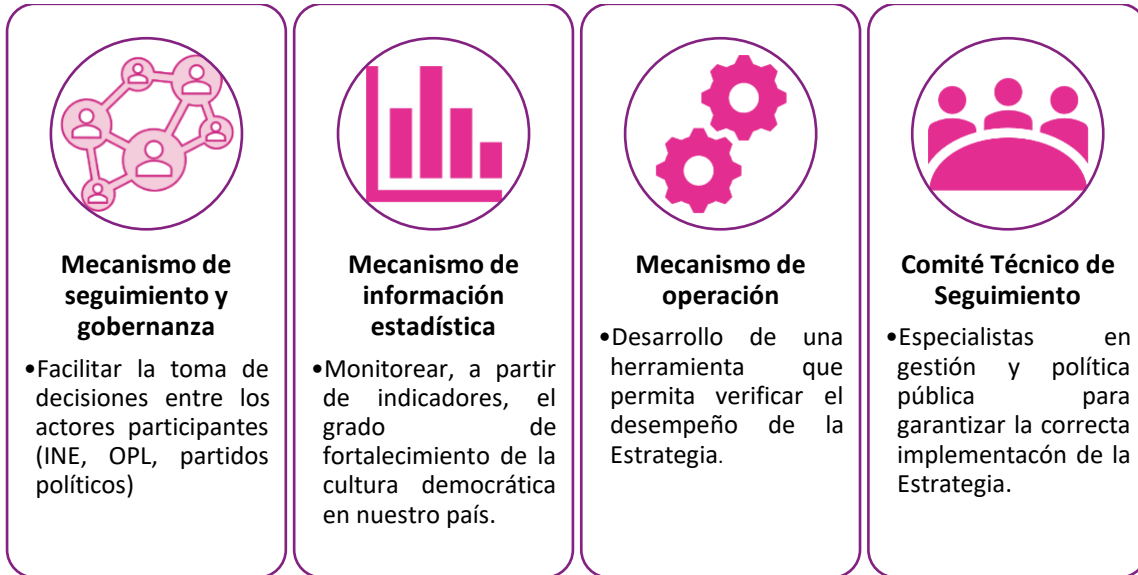 Mecanismo de
seguimiento y
gobernanza
•Facilitar la toma de
decisiones entre los
actores participantes
(INE, OPL, partidos
políticos)
Mecanismo de
información
estadística
•Monitorear, a partir
de indicadores, el
grado de
fortalecimiento de la
cultura democrática
en nuestro país.
Mecanismo de
operación
•Desarrollo de una
herramienta que
permita verificar el
desempeño de la
Estrategia.
Comité Técnico de
Seguimiento
•Especialistas en
gestión y política
pública para
garantizar la correcta
implementacón de la
Estrategia.